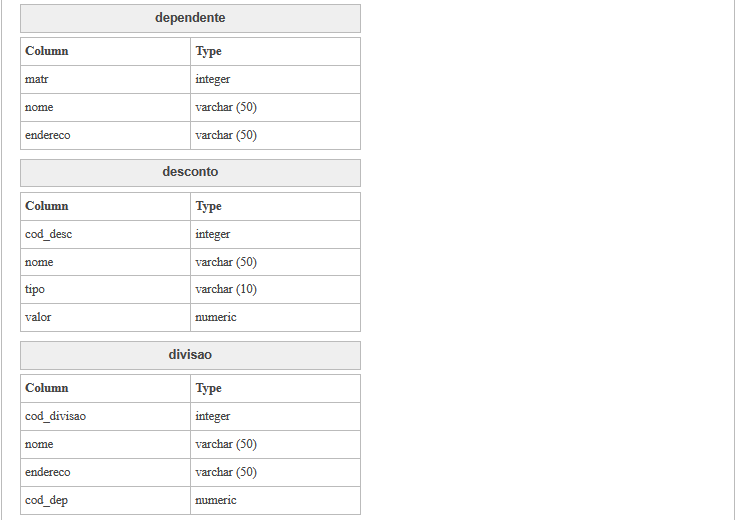 dependente
Column Type
matr integer
nome varchar (50)
endereco varchar (50)
desconto
Column Type
cod_desc integer
nome varchar (50)
tipo varchar (10)
valor numeric
divisao
Column Type
cod_divisao integer
nome varchar (50)
endereco varchar (50)
cod_dep numeric